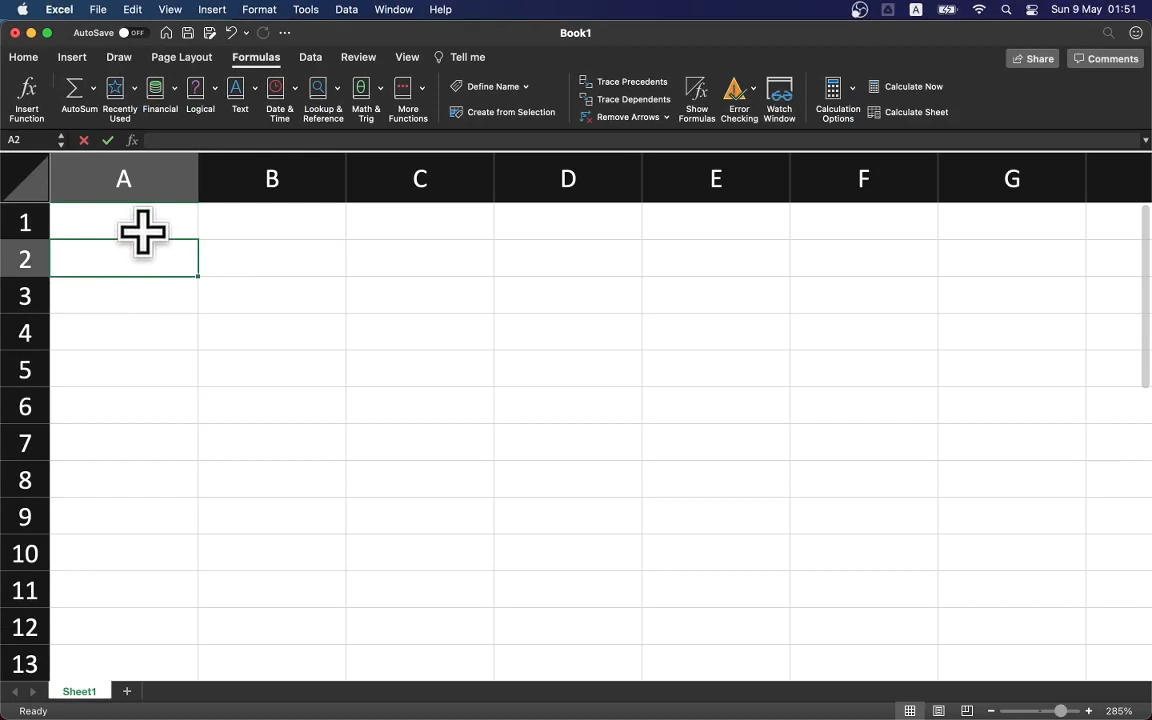 Excel File Edit View Insert Format Tools Data Window Help A Sun 9 May 01:51
AutoSave OFF Book1
Home Insert Draw Page Layout Formulas Data Review View Tell me Share Comments
Insert Function AutoSum Recently Used Financial Logical Text Date & Time Lookup & Reference Math & Trig More Functions
Define Name
Create from Selection
Trace Precedents
Trace Dependents
Remove Arrows
Show Formulas Error Checking Watch Window Calculation Options
Calculate Now
Calculate Sheet
A2 fx
A B C D E F G
1
2
3
4
5
6
7
8
9
10
11
12
13
Sheet1
Ready 285%